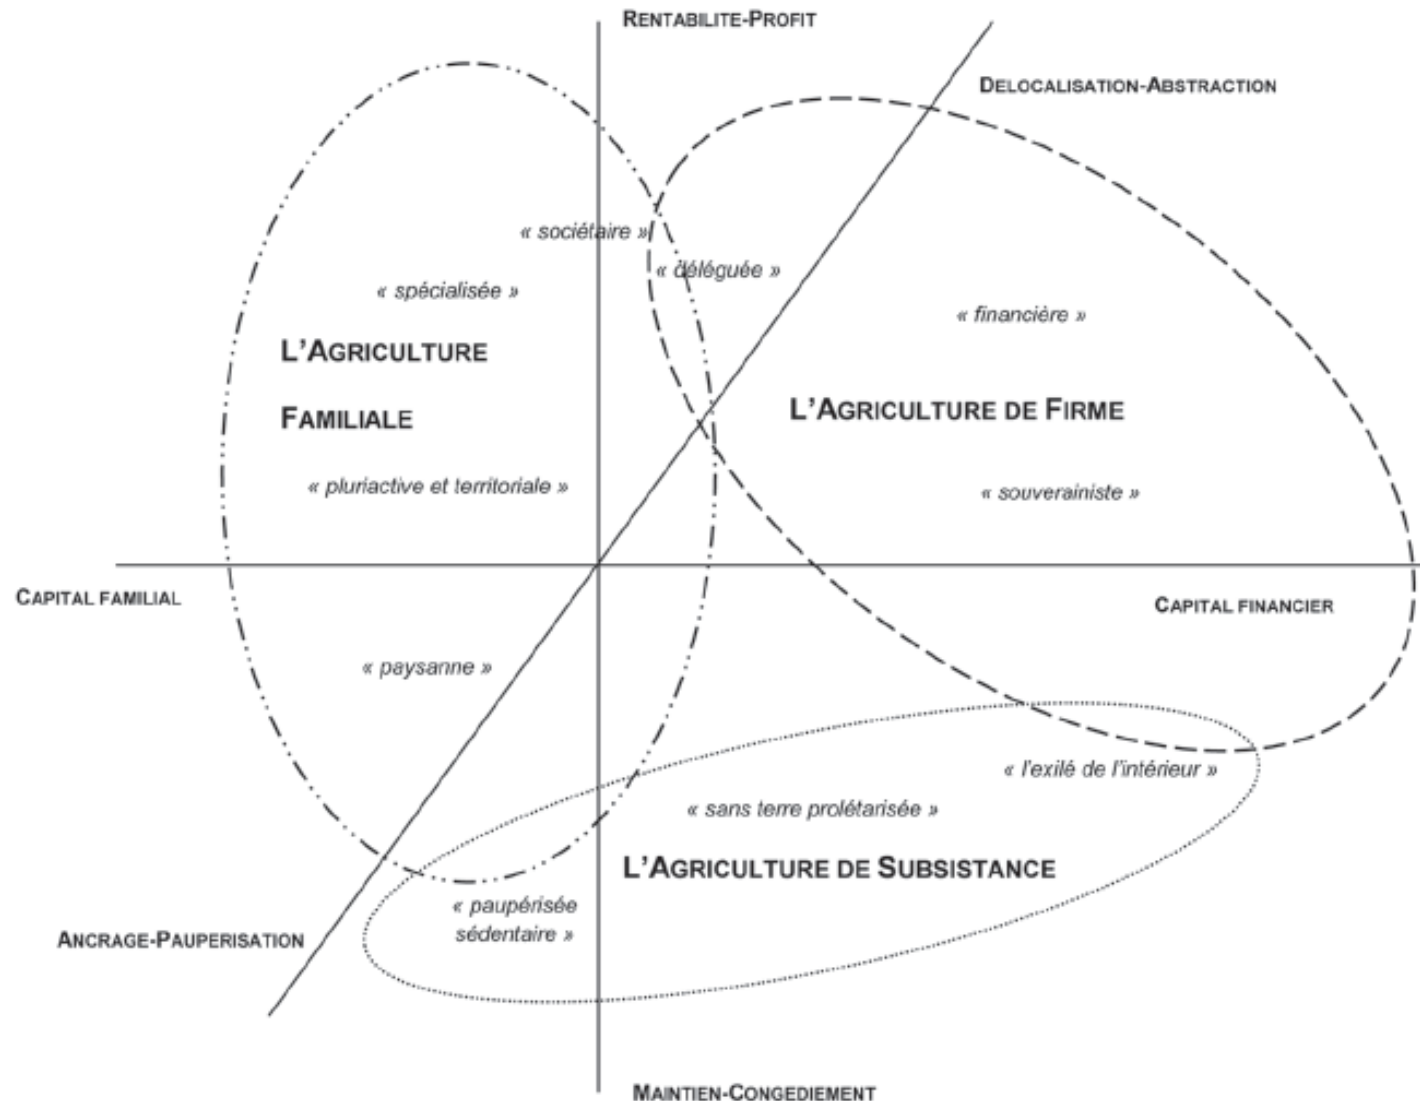 RENTABILITE-PROFIT
DELOCALISATION-ABSTRACTION
« sociétaire »
« déléguée »
« spécialisée »
« financière »
L'AGRICULTURE
FAMILIALE
L'AGRICULTURE DE FIRME
« pluriactive et territoriale »
« souverainiste »
CAPITAL FAMILIAL
CAPITAL FINANCIER
« paysanne »
« l'exilé de l'intérieur »
« sans terre prolétarisée »
L'AGRICULTURE DE SUBSISTANCE
« paupérisée
sédentaire »
ANCRAGE-PAUPERISATION
MAINTIEN-CONGEDIEMENT